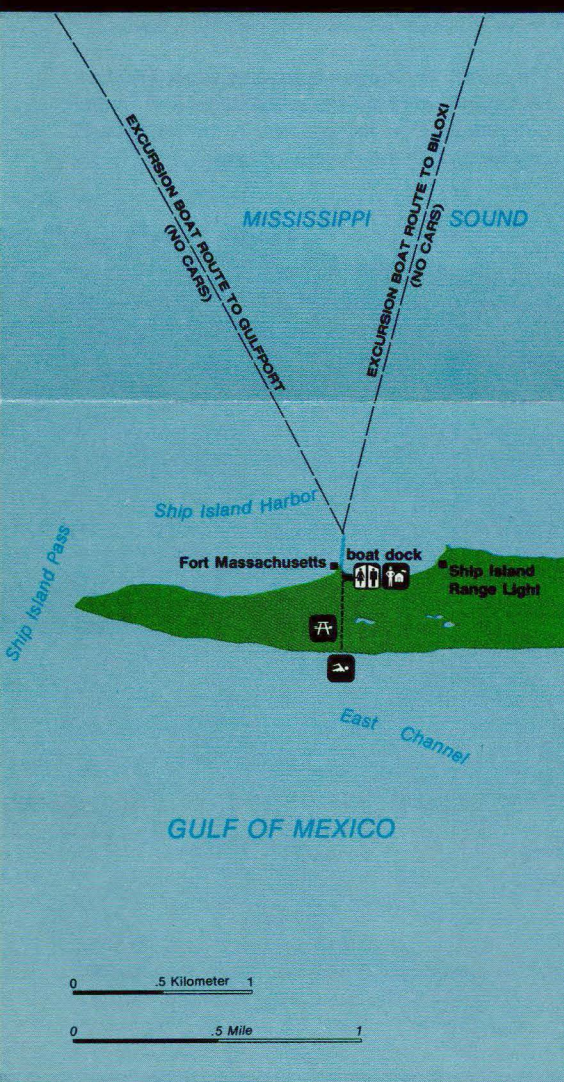 EXCURSION BOAT ROUTE TO GULFPORT
(NO CARS)
EXCURSION BOAT ROUTE TO BILOXI
(NO CARS)
MISSISSIPPI SOUND
Ship Island Harbor
Ship Island Pass
Fort Massachusetts
boat dock
Ship Island
Range Light
East Channel
GULF OF MEXICO
0 .5 Kilometer 1
0 .5 Mile 1